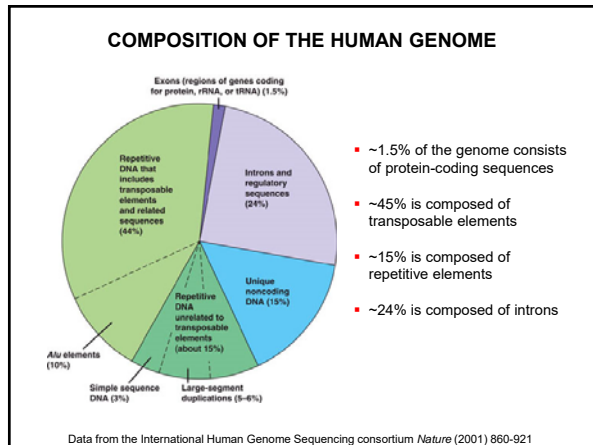 COMPOSITION OF THE HUMAN GENOME
Exons (regions of genes coding
for protein, rRNA, or tRNA) (1.5%)
Repetitive
DNA that
includes
transposable
elements
and related
sequences
(44%)
Introns and
regulatory
sequences
(24%)
Unique
noncoding
DNA (15%)
Repetitive
DNA
unrelated to
transposable
elements
(about 15%)
Alu elements
(10%)
Simple sequence
DNA (3%)
Large-segment
duplications (5–6%)
▪ ~1.5% of the genome consists
of protein-coding sequences
▪ ~45% is composed of
transposable elements
▪ ~15% is composed of
repetitive elements
▪ ~24% is composed of introns
Data from the International Human Genome Sequencing consortium Nature (2001) 860-921